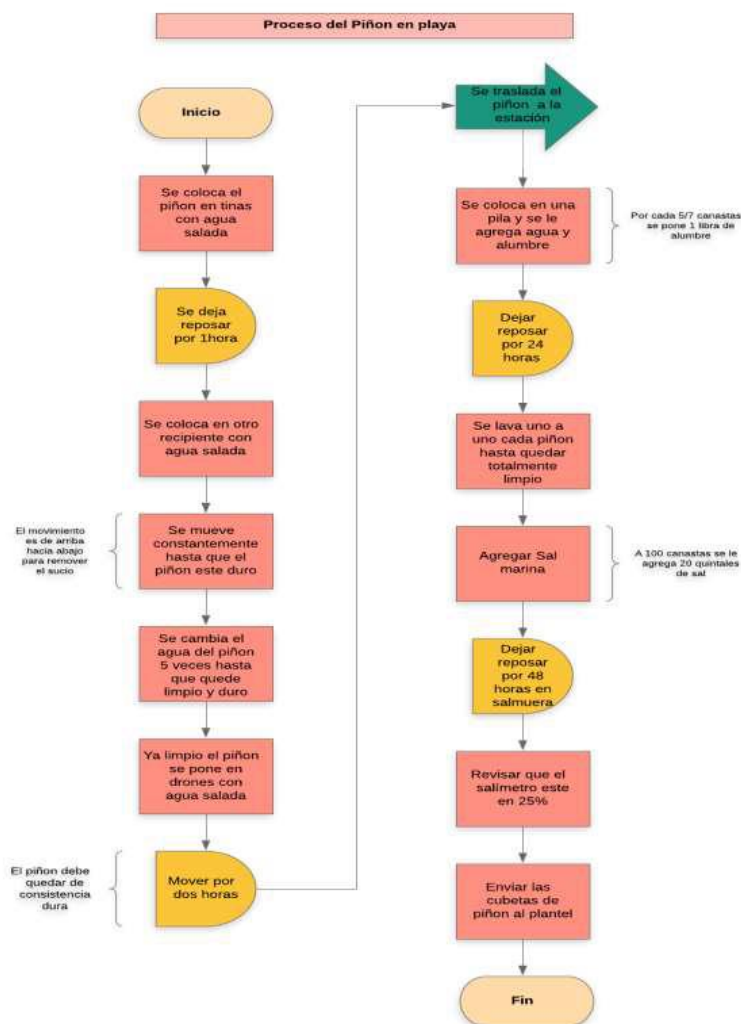 Proceso del Piñon en playa
Inicio
Se coloca el
piñon en tinas
con agua
salada
Se deja
reposar
por 1hora
Se coloca en otro
recipiente con
agua salada
El movimiento
es de arriba
hacia abajo
para remover
el sucio
Se mueve
constantemente
hasta que el
piñon este duro
Se cambia el
agua del piñon
5 veces hasta
que quede
limpio y duro
Ya limpio el piñon
se pone en
drones con
agua salada
El piñon debe
quedar de
consistencia
dura
Mover por
dos horas
Se traslada el
piñon a la
estación
Se coloca en una
pila y se le
agrega agua y
alumbre
Por cada 5/7 canastas
se pone 1 libra de
alumbre
Dejar
reposar
por 24
horas
Se lava uno a
uno cada piñon
hasta quedar
totalmente
limpio
Agregar Sal
marina
A 100 canastas se le
agrega 20 quintales
de sal
Dejar
reposar
por 48
horas en
salmuera
Revisar que el
salímetro este
en 25%
Enviar las
cubetas de
piñon al plantel
Fin